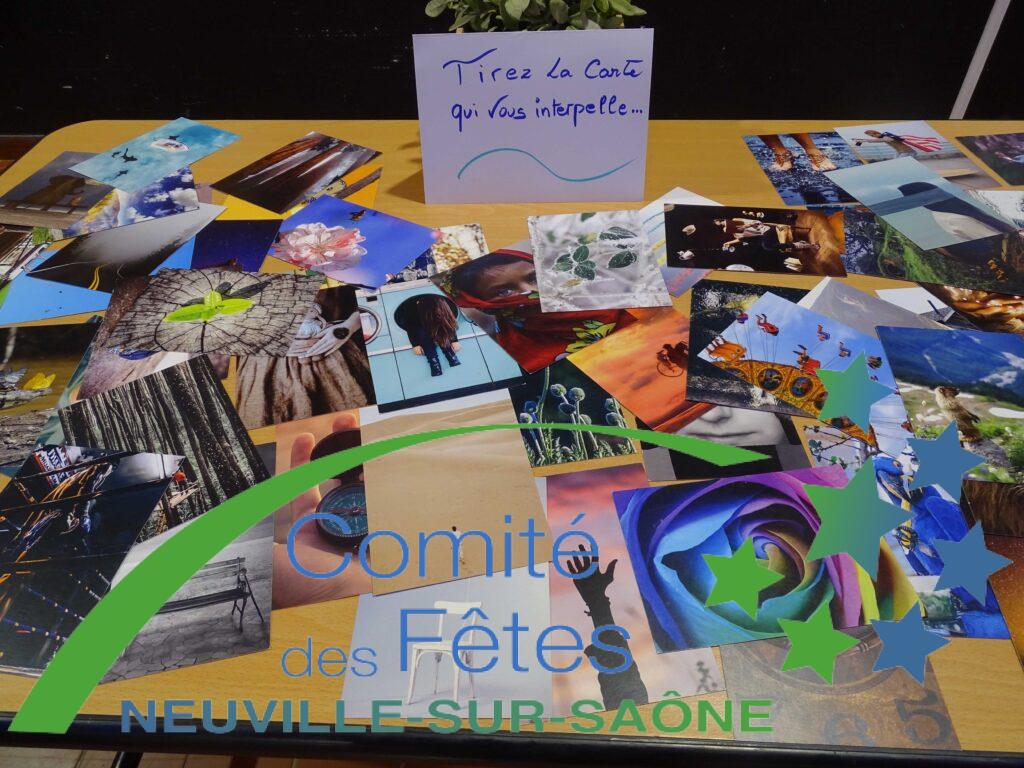 Tirez La Carte
qui vous interpelle...
Comité
des Fêtes
NEUVILLE-SUR-SAÔNE